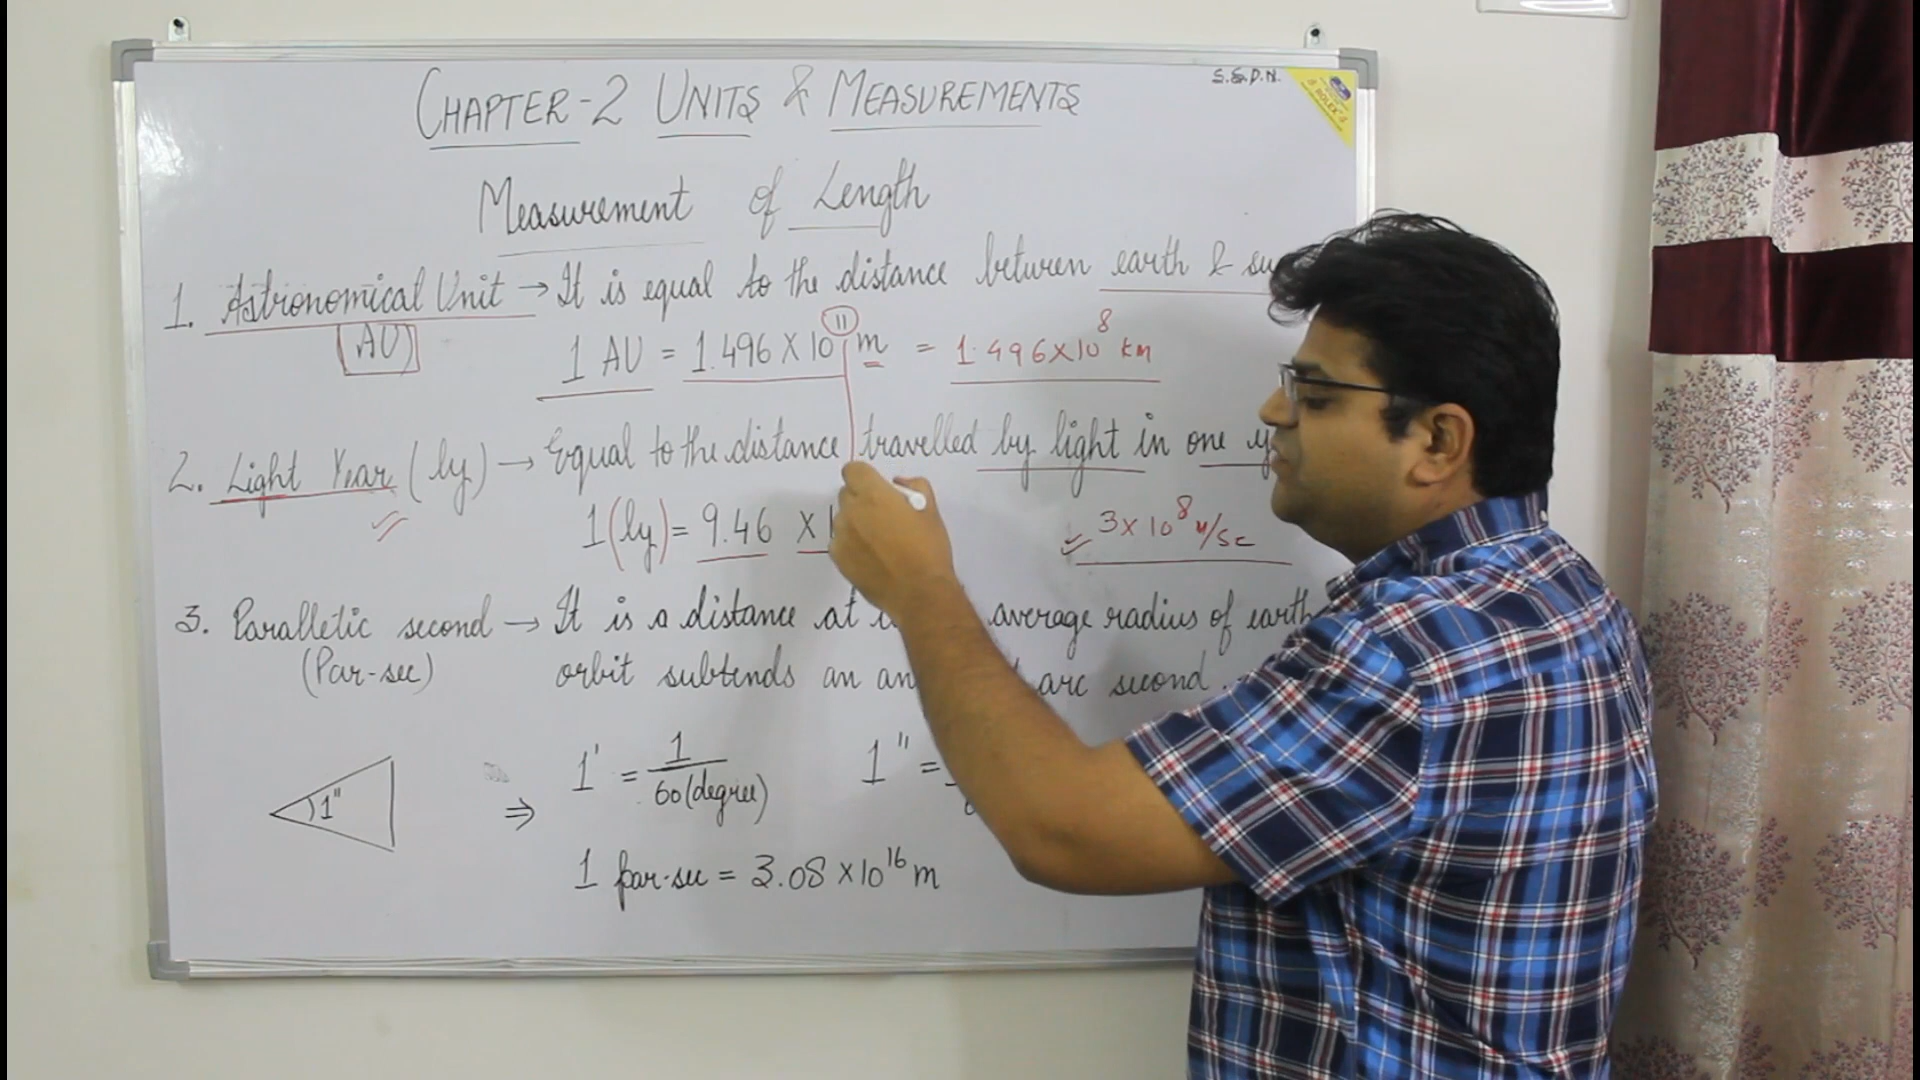 S.&.D.N.
CHAPTER-2 UNITS & MEASUREMENTS
ROLEX
Measurement of Length
1. Astronomical Unit → It is equal to the distance between earth & su
(AU)
1 AU = 1.496 X 10¹¹ m = 1.496×10⁸ km
2. Light Year (ly) → Equal to the distance travelled by light in one y
1(ly) = 9.46 X 1
3×10⁸ m/sc
3. Paralletic second → It is a distance at average radius of earth
(Par-sec)
orbit subtends an an arc second
1" ⇒ 1' = 1/60(degree) 1" =
1 par-sec = 3.08 ×10¹⁶ m